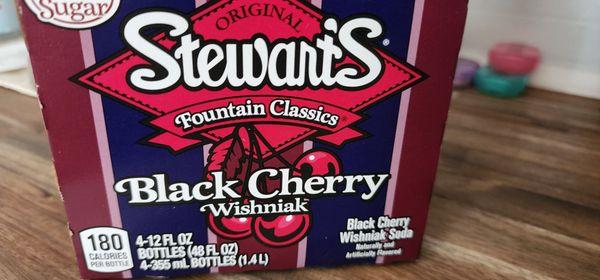 Sugar
ORIGINAL
Stewart's®
Fountain Classics®
Black Cherry
Wishniak
180
CALORIES
PER BOTTLE
4-12 FL OZ
BOTTLES (48 FL OZ)
4-355 mL BOTTLES (1.4 L)
Black Cherry
Wishniak Soda
Naturally and
Artificially Flavored